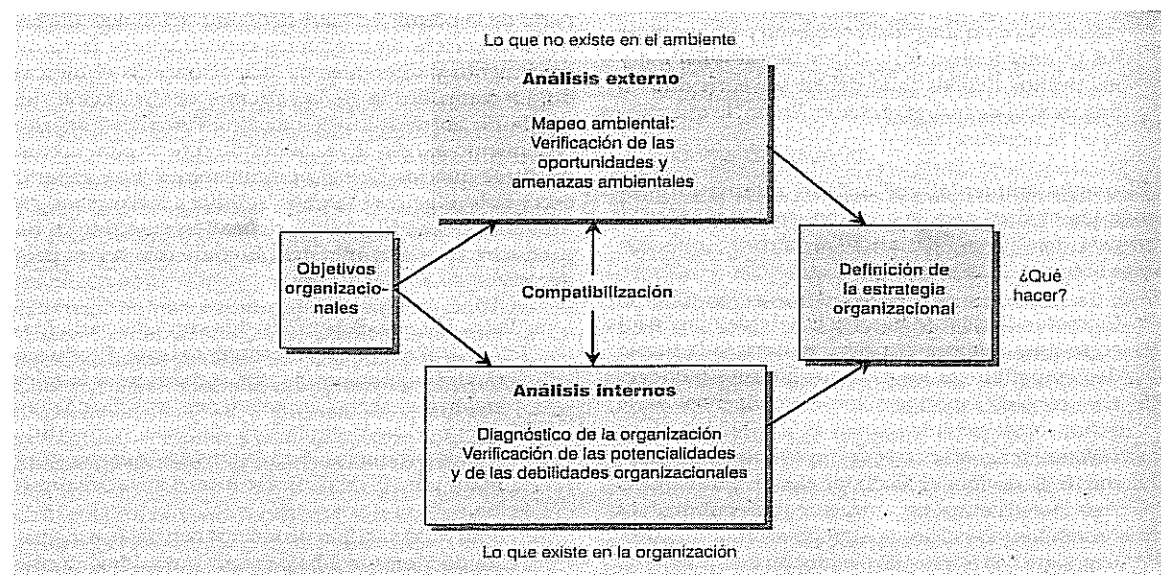 Lo que no existe en el ambiente
Análisis externo
Mapeo ambiental:
Verificación de las
oportunidades y
amenazas ambientales
Objetivos
organizacio-
nales
Compatibilización
Definición de
la estrategia
organizacional
¿Qué
hacer?
Análisis internos
Diagnóstico de la organización
Verificación de las potencialidades
y de las debilidades organizacionales
Lo que existe en la organización